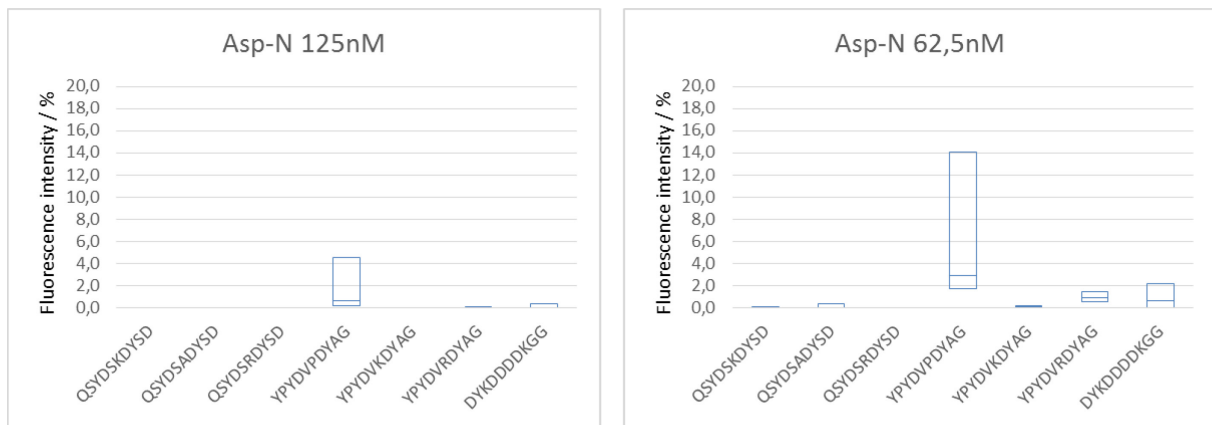 Asp-N 125nM
Fluorescence intensity / %
20,0
18,0
16,0
14,0
12,0
10,0
8,0
6,0
4,0
2,0
0,0
QSYDSKDYSD
QSYDSADYSD
QSYDSRDYSD
YPYDVPDYAG
YPYDVKDYAG
YPYDVRDYAG
DYKDDDDKGG
Asp-N 62,5nM
Fluorescence intensity / %
20,0
18,0
16,0
14,0
12,0
10,0
8,0
6,0
4,0
2,0
0,0
QSYDSKDYSD
QSYDSADYSD
QSYDSRDYSD
YPYDVPDYAG
YPYDVKDYAG
YPYDVRDYAG
DYKDDDDKGG